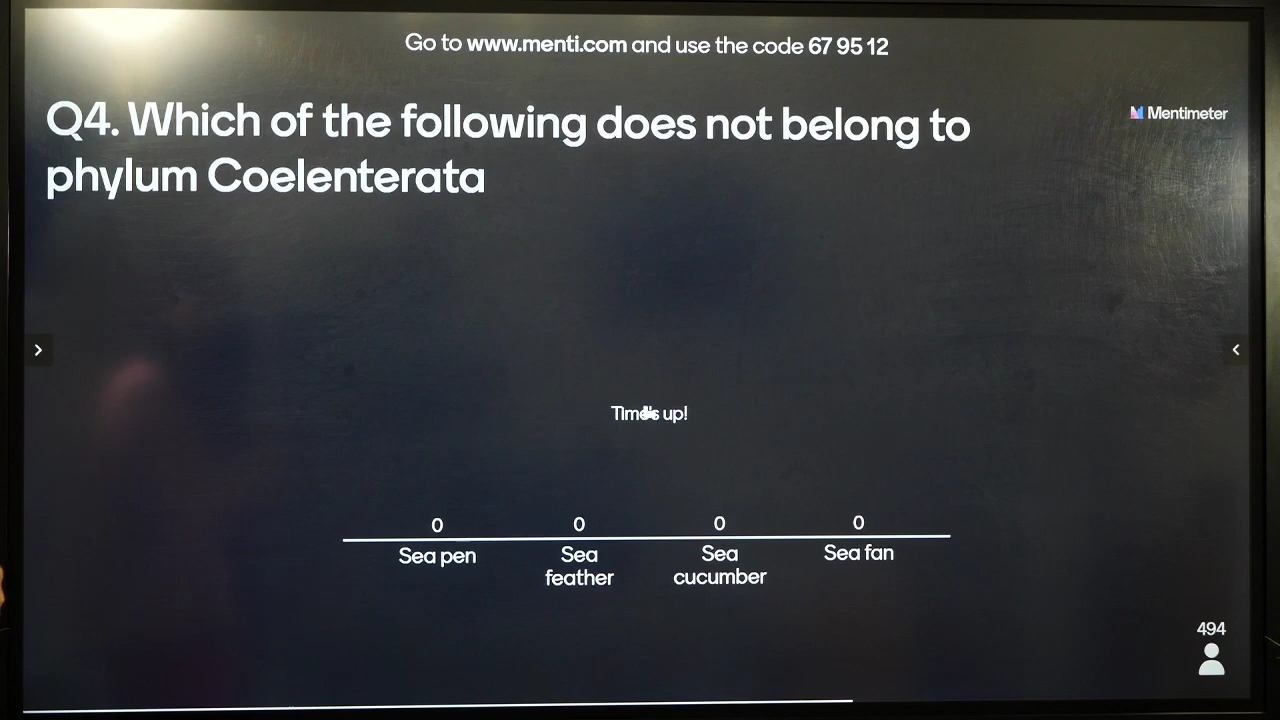 Go to www.menti.com and use the code 67 95 12
Q4. Which of the following does not belong to
phylum Coelenterata
Mentimeter
Time's up!
0 0 0 0
Sea pen Sea feather Sea cucumber Sea fan
494